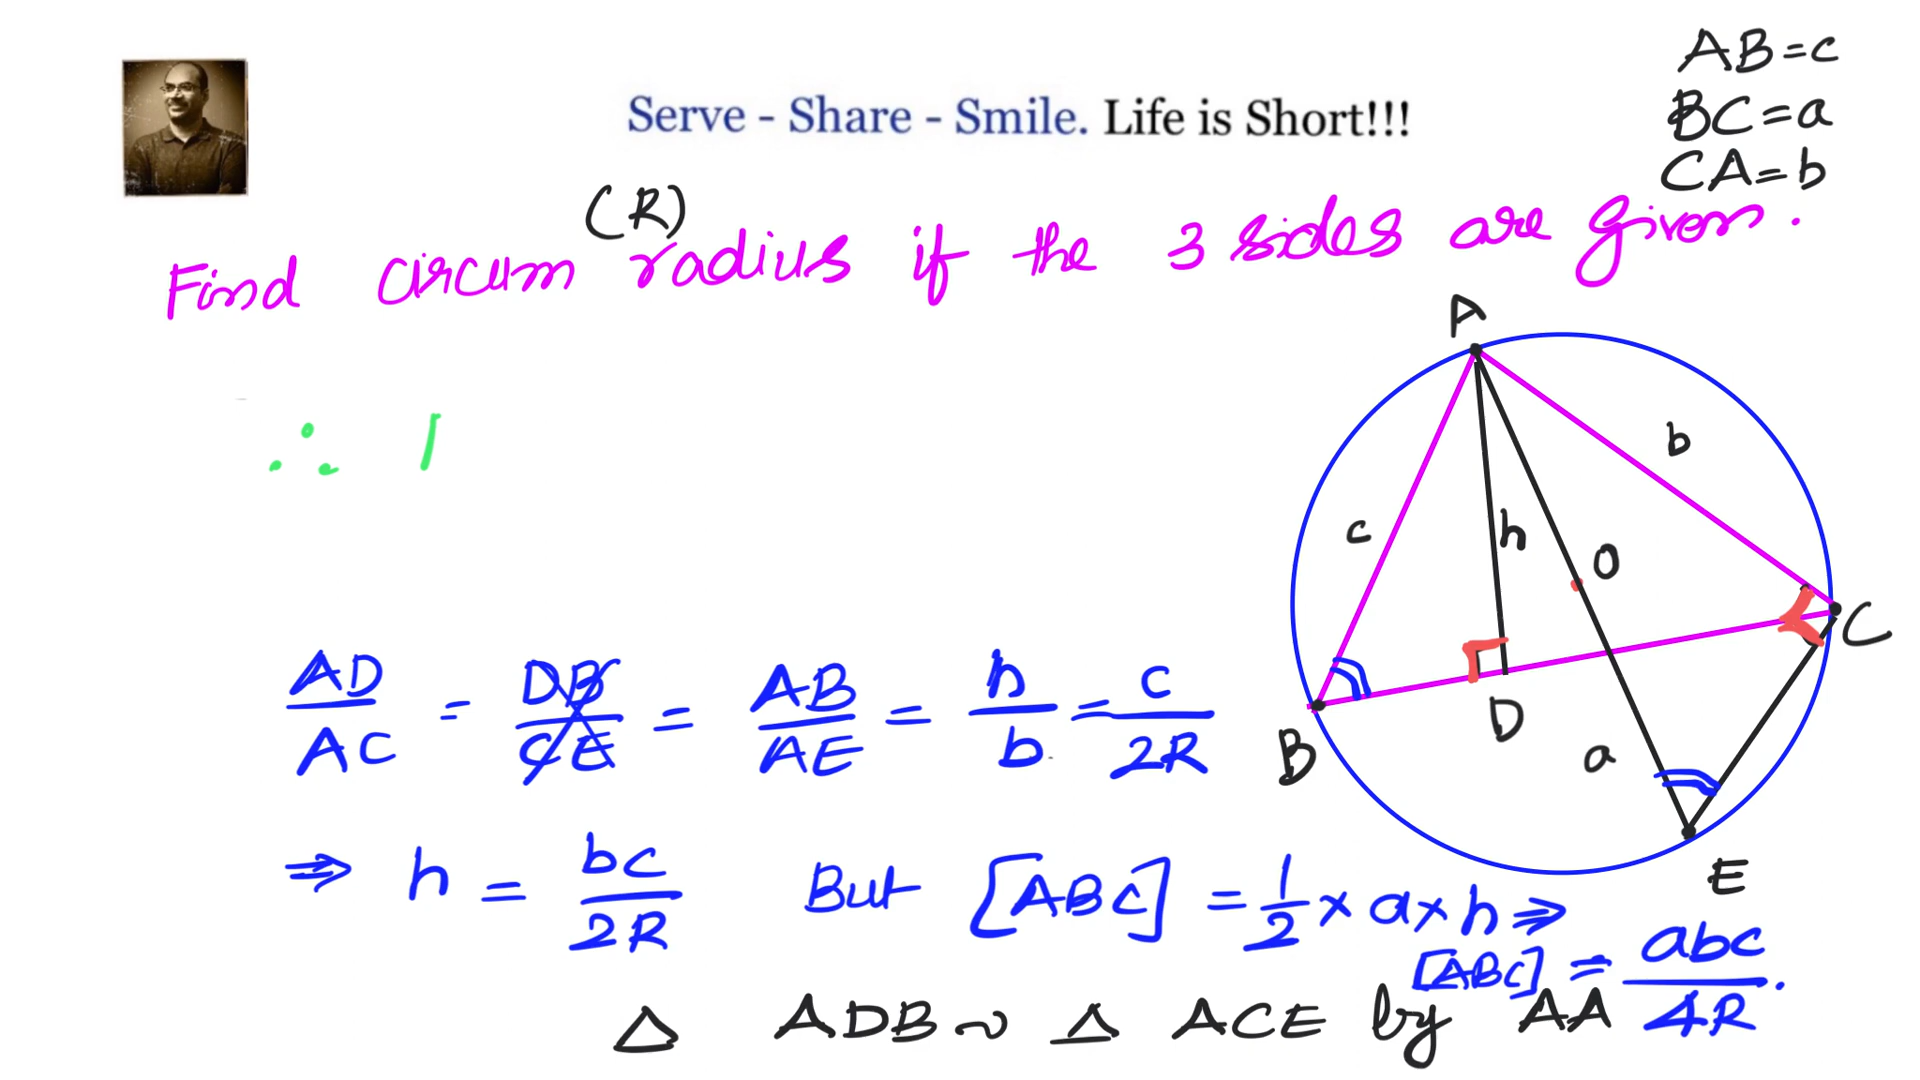 AB=c
BC=a
CA=b
Serve - Share - Smile. Life is Short!!!
(R)
Find circum radius if the 3 sides are given.
A
b
c
h
O
C
B
D
a
E
∴
AD/AC = DB/CE = AB/AE = h/b = c/2R
⇒ h = bc/2R But [ABC] = 1/2 × a × h ⇒
[ABC] = abc/4R.
Δ ADB ~ Δ ACE by AA